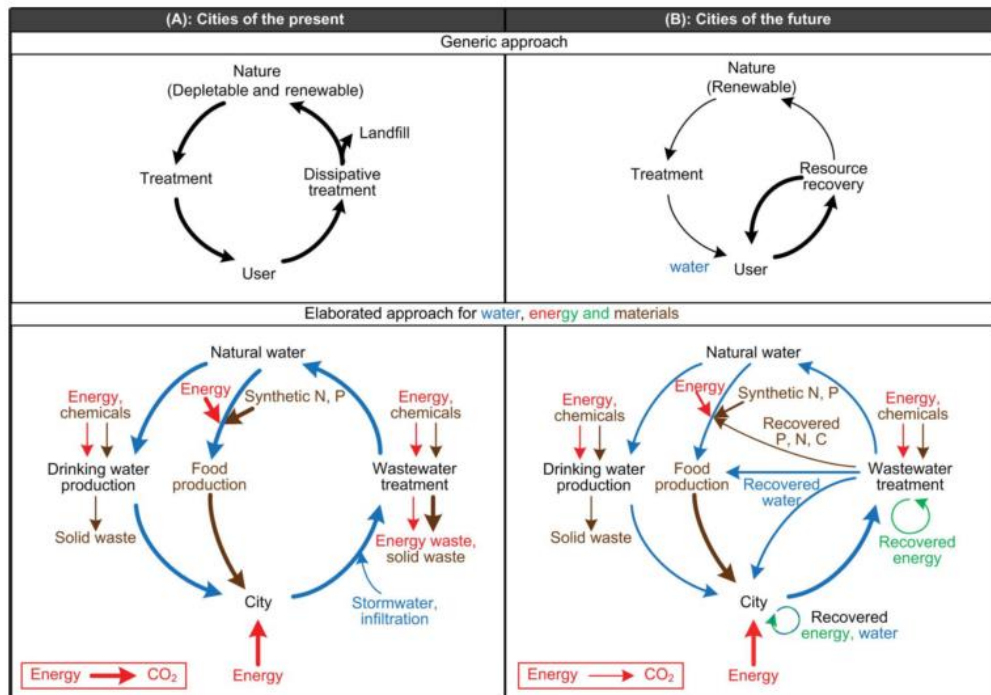 (A): Cities of the present
(B): Cities of the future
Generic approach
Nature
(Depletable and renewable)
Landfill
Treatment
Dissipative
treatment
User
Nature
(Renewable)
Treatment
Resource
recovery
water
User
Elaborated approach for water, energy and materials
Natural water
Energy
Synthetic N, P
Energy,
chemicals
Energy,
chemicals
Drinking water
production
Food
production
Wastewater
treatment
Solid waste
Energy waste,
solid waste
City
Stormwater,
infiltration
Energy
Energy
CO2
Natural water
Energy
Synthetic N, P
Energy,
chemicals
Recovered
P, N, C
Energy,
chemicals
Drinking water
production
Food
production
Recovered
water
Wastewater
treatment
Solid waste
Recovered
energy
City
Recovered
energy, water
Energy
Energy
CO2